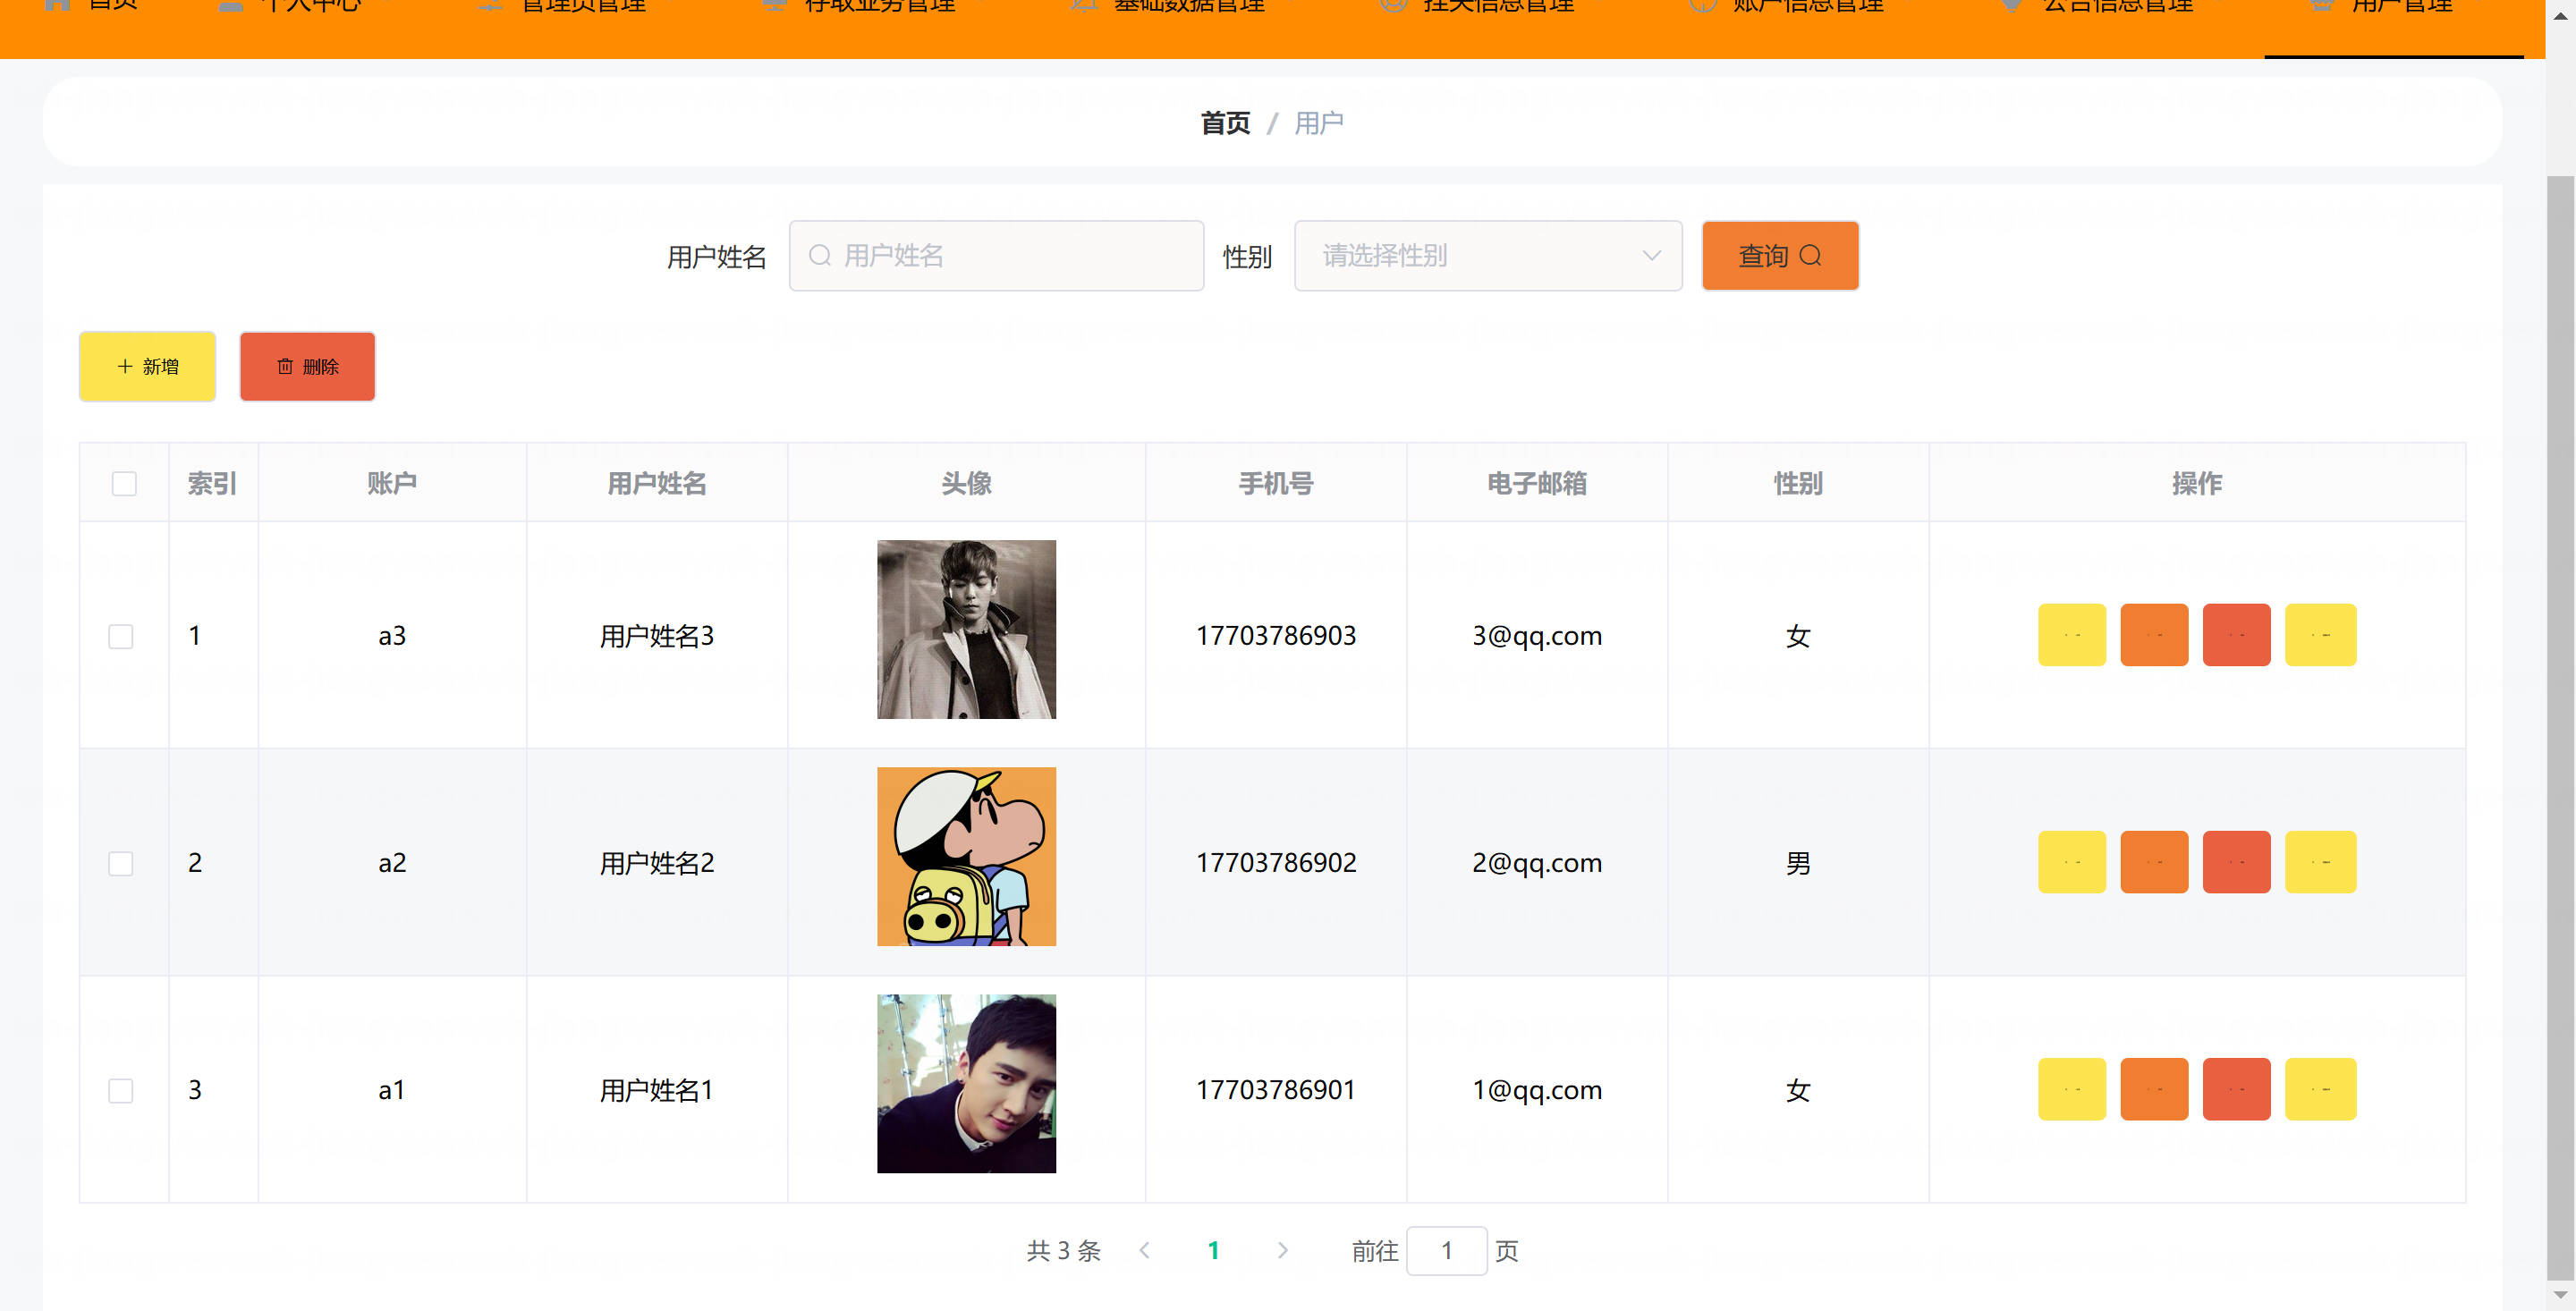 首页 个人中心 管理员管理 存取业务管理 基础数据管理 挂失信息管理 账户信息管理 公告信息管理 用户管理
首页 / 用户
用户姓名 用户姓名 性别 请选择性别 查询
新增 删除
索引 账户 用户姓名 头像 手机号 电子邮箱 性别 操作
1 a3 用户姓名3 17703786903 3@qq.com 女
2 a2 用户姓名2 17703786902 2@qq.com 男
3 a1 用户姓名1 17703786901 1@qq.com 女
共 3 条 1 前往 1 页